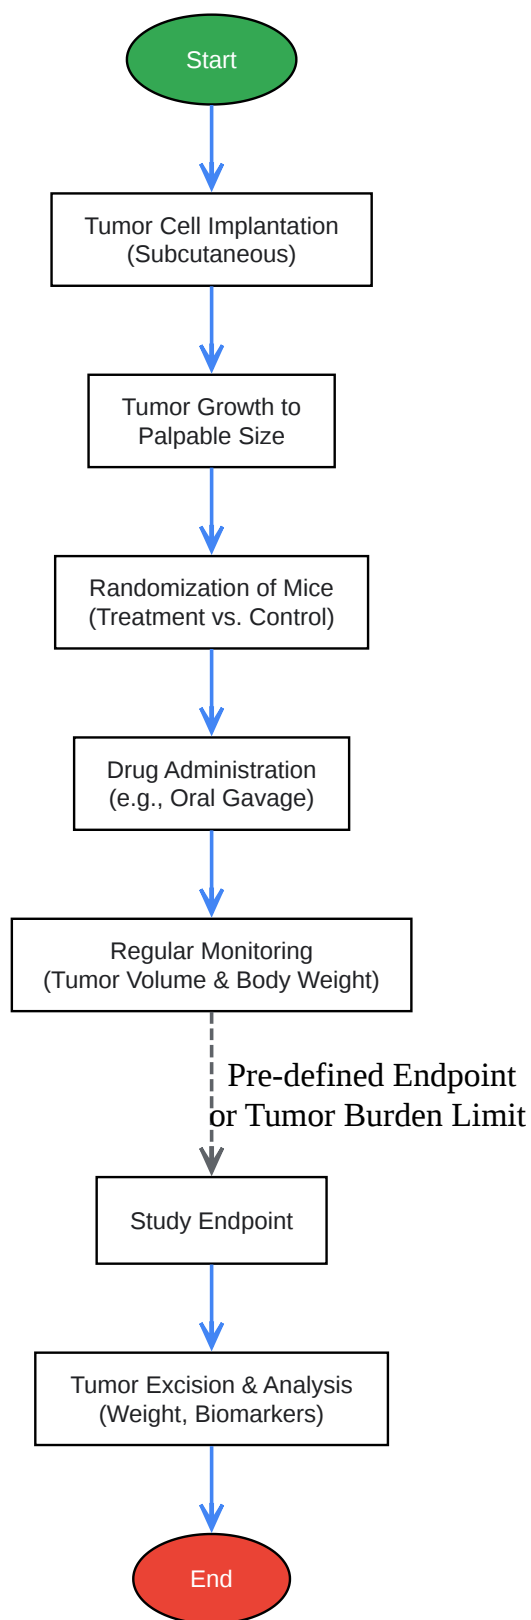 Start
Tumor Cell Implantation
(Subcutaneous)
Tumor Growth to
Palpable Size
Randomization of Mice
(Treatment vs. Control)
Drug Administration
(e.g., Oral Gavage)
Regular Monitoring
(Tumor Volume & Body Weight)
Pre-defined Endpoint
or Tumor Burden Limit
Study Endpoint
Tumor Excision & Analysis
(Weight, Biomarkers)
End